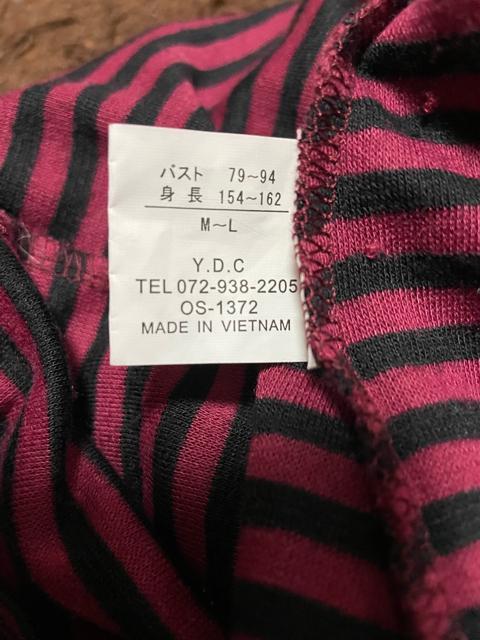 バスト 79~94
身長 154~162
M~L
Y.D.C
TEL 072-938-2205
OS-1372
MADE IN VIETNAM